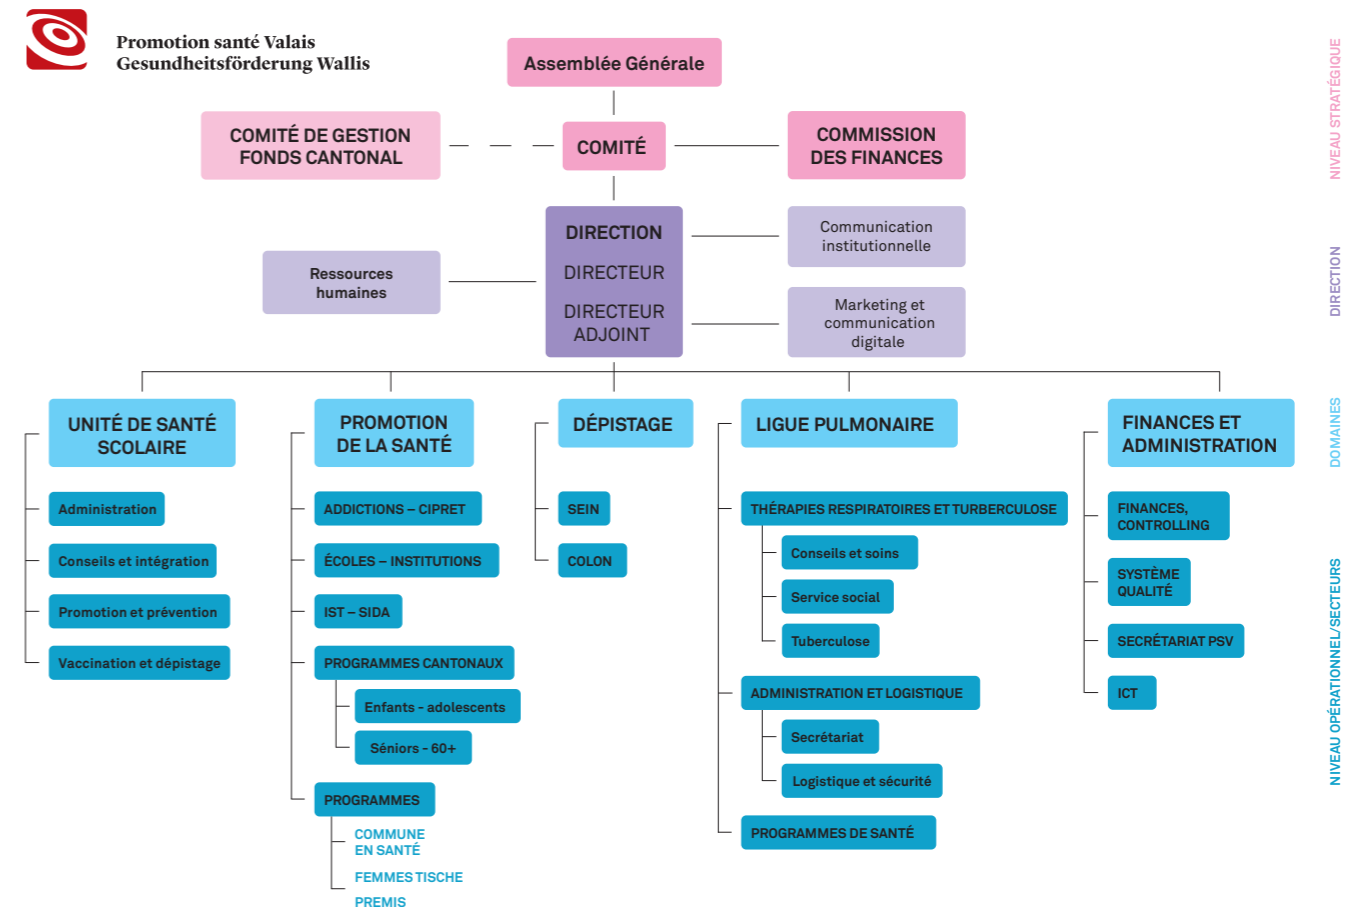 Promotion santé Valais
Gesundheitsförderung Wallis
Assemblée Générale
COMITÉ DE GESTION
FONDS CANTONAL
COMITÉ
COMMISSION
DES FINANCES
NIVEAU STRATÉGIQUE
DIRECTION
DIRECTEUR
DIRECTEUR
ADJOINT
Ressources
humaines
Communication
institutionnelle
Marketing et
communication
digitale
DIRECTION
UNITÉ DE SANTÉ
SCOLAIRE
Administration
Conseils et intégration
Promotion et prévention
Vaccination et dépistage
PROMOTION
DE LA SANTÉ
ADDICTIONS – CIPRET
ÉCOLES – INSTITUTIONS
IST – SIDA
PROGRAMMES CANTONAUX
Enfants - adolescents
Séniors - 60+
PROGRAMMES
COMMUNE
EN SANTÉ
FEMMES TISCHE
PREMIS
DÉPISTAGE
SEIN
COLON
LIGUE PULMONAIRE
THÉRAPIES RESPIRATOIRES ET TURBERCULOSE
Conseils et soins
Service social
Tuberculose
ADMINISTRATION ET LOGISTIQUE
Secrétariat
Logistique et sécurité
PROGRAMMES DE SANTÉ
FINANCES ET
ADMINISTRATION
FINANCES,
CONTROLLING
SYSTÈME
QUALITÉ
SECRÉTARIAT PSV
ICT
DOMAINES
NIVEAU OPÉRATIONNEL/SECTEURS